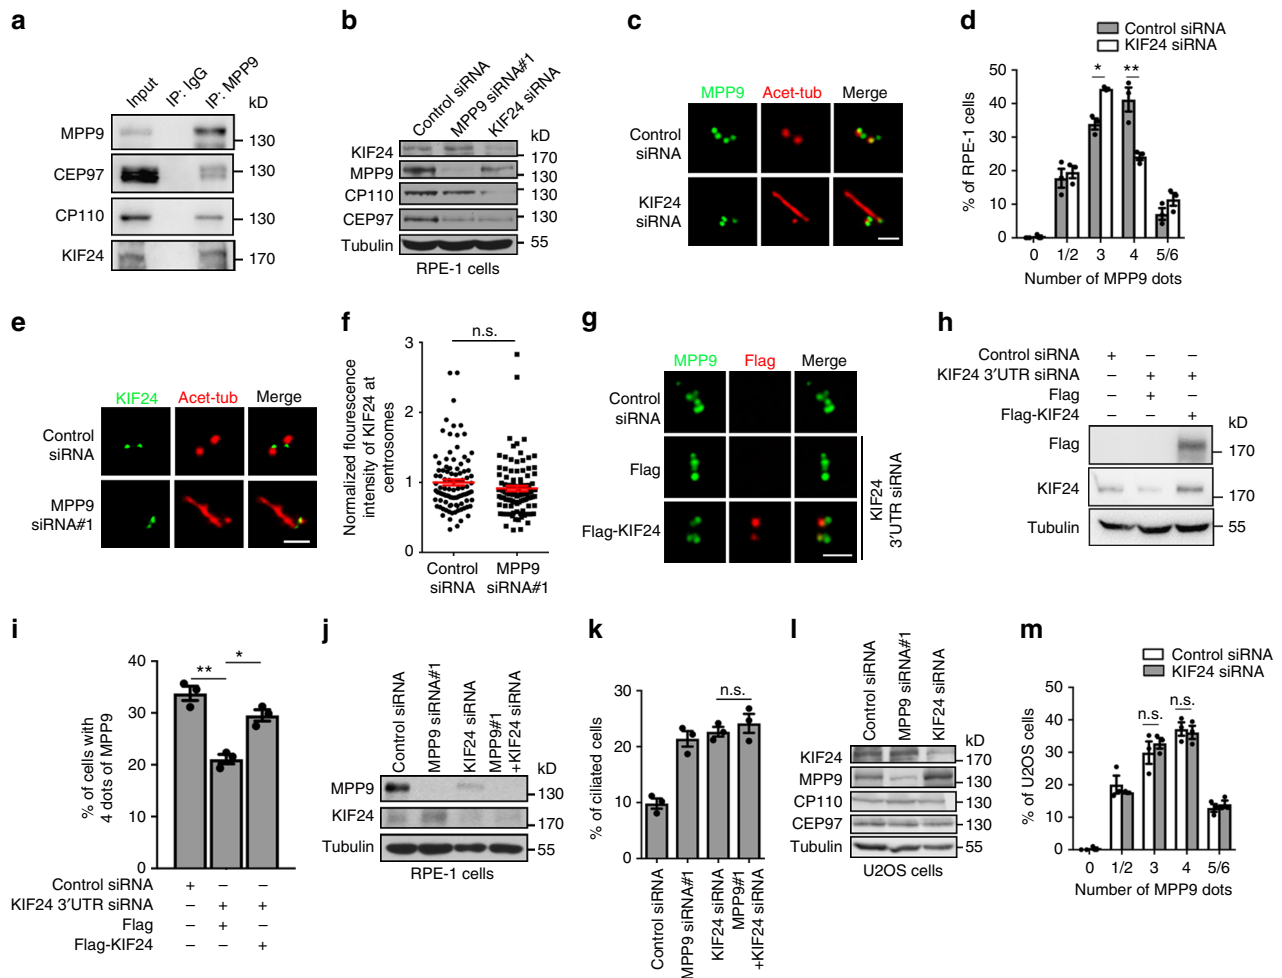 a
Input
IP: IgG
IP: MPP9
kD
MPP9
130
CEP97
130
CP110
130
KIF24
170
b
Control siRNA
MPP9 siRNA#1
KIF24 siRNA
kD
KIF24
170
MPP9
130
CP110
130
CEP97
130
Tubulin
55
RPE-1 cells
c
MPP9
Acet-tub
Merge
Control
siRNA
KIF24
siRNA
d
Control siRNA
KIF24 siRNA
% of RPE-1 cells
50
40
30
20
10
0
* **
0 1/2 3 4 5/6
Number of MPP9 dots
e
KIF24
Acet-tub
Merge
Control
siRNA
MPP9
siRNA#1
f
Normalized flourescence
intensity of KIF24 at
centrosomes
3
2
1
0
n.s.
Control
siRNA
MPP9
siRNA#1
g
MPP9
Flag
Merge
Control
siRNA
Flag
Flag-KIF24
KIF24
3′UTR siRNA
h
Control siRNA + – –
KIF24 3′UTR siRNA – + +
Flag – + –
Flag-KIF24 – – +
kD
Flag
170
KIF24
170
Tubulin
55
i
% of cells with
4 dots of MPP9
40
30
20
10
0
** *
Control siRNA + – –
KIF24 3′UTR siRNA – + +
Flag – + –
Flag-KIF24 – – +
j
Control siRNA
MPP9 siRNA#1
KIF24 siRNA
MPP9#1
+KIF24 siRNA
kD
MPP9
130
KIF24
170
Tubulin
55
RPE-1 cells
k
% of ciliated cells
30
20
10
0
n.s.
Control siRNA
MPP9 siRNA#1
KIF24 siRNA
MPP9#1
+KIF24 siRNA
l
Control siRNA
MPP9 siRNA#1
KIF24 siRNA
kD
KIF24
170
MPP9
130
CP110
130
CEP97
130
Tubulin
55
U2OS cells
m
Control siRNA
KIF24 siRNA
% of U2OS cells
50
40
30
20
10
0
n.s. n.s.
0 1/2 3 4 5/6
Number of MPP9 dots